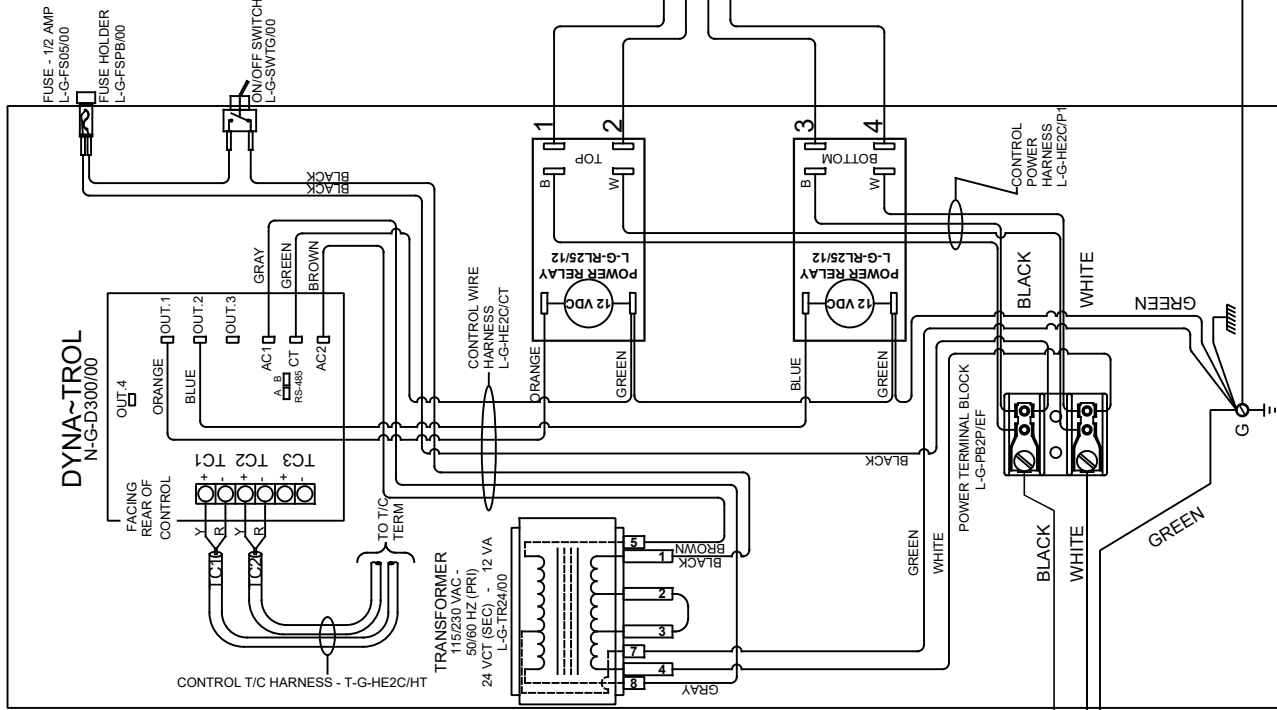 FUSE - 1/2 AMP
L-G-FS05/00
FUSE HOLDER
L-G-FSPB/00
ON/OFF SWITCH
L-G-SWTG/00
BLACK
BLACK
DYNA~TROL
N-G-D300/00
OUT.4
OUT.1
OUT.2
OUT.3
ORANGE
BLUE
AC1
CT
AC2
A B
RS-485
GRAY
GREEN
BROWN
TC1
TC2
TC3
+ - + - + -
FACING
REAR OF
CONTROL
Y
R
Y
R
C1
C2
TO T/C
TERM
CONTROL T/C HARNESS - T-G-HE2C/HT
CONTROL WIRE
HARNESS
L-G-HE2C/CT
1
2
TOP
B
W
POWER RELAY
L-G-RL25/12
12 VDC
ORANGE
GREEN
3
4
BOTTOM
B
W
POWER RELAY
L-G-RL25/12
12 VDC
BLUE
GREEN
CONTROL
POWER
HARNESS
L-G-HE2C/P1
BLACK
WHITE
GREEN
BLACK
TRANSFORMER
115/230 VAC -
50/60 HZ (PRI)
24 VCT (SEC) - 12 VA
L-G-TR24/00
5
1
2
3
7
4
8
BROWN
BLACK
GRAY
GREEN
WHITE
POWER TERMINAL BLOCK
L-G-PB2P/EF
BLACK
WHITE
GREEN
G